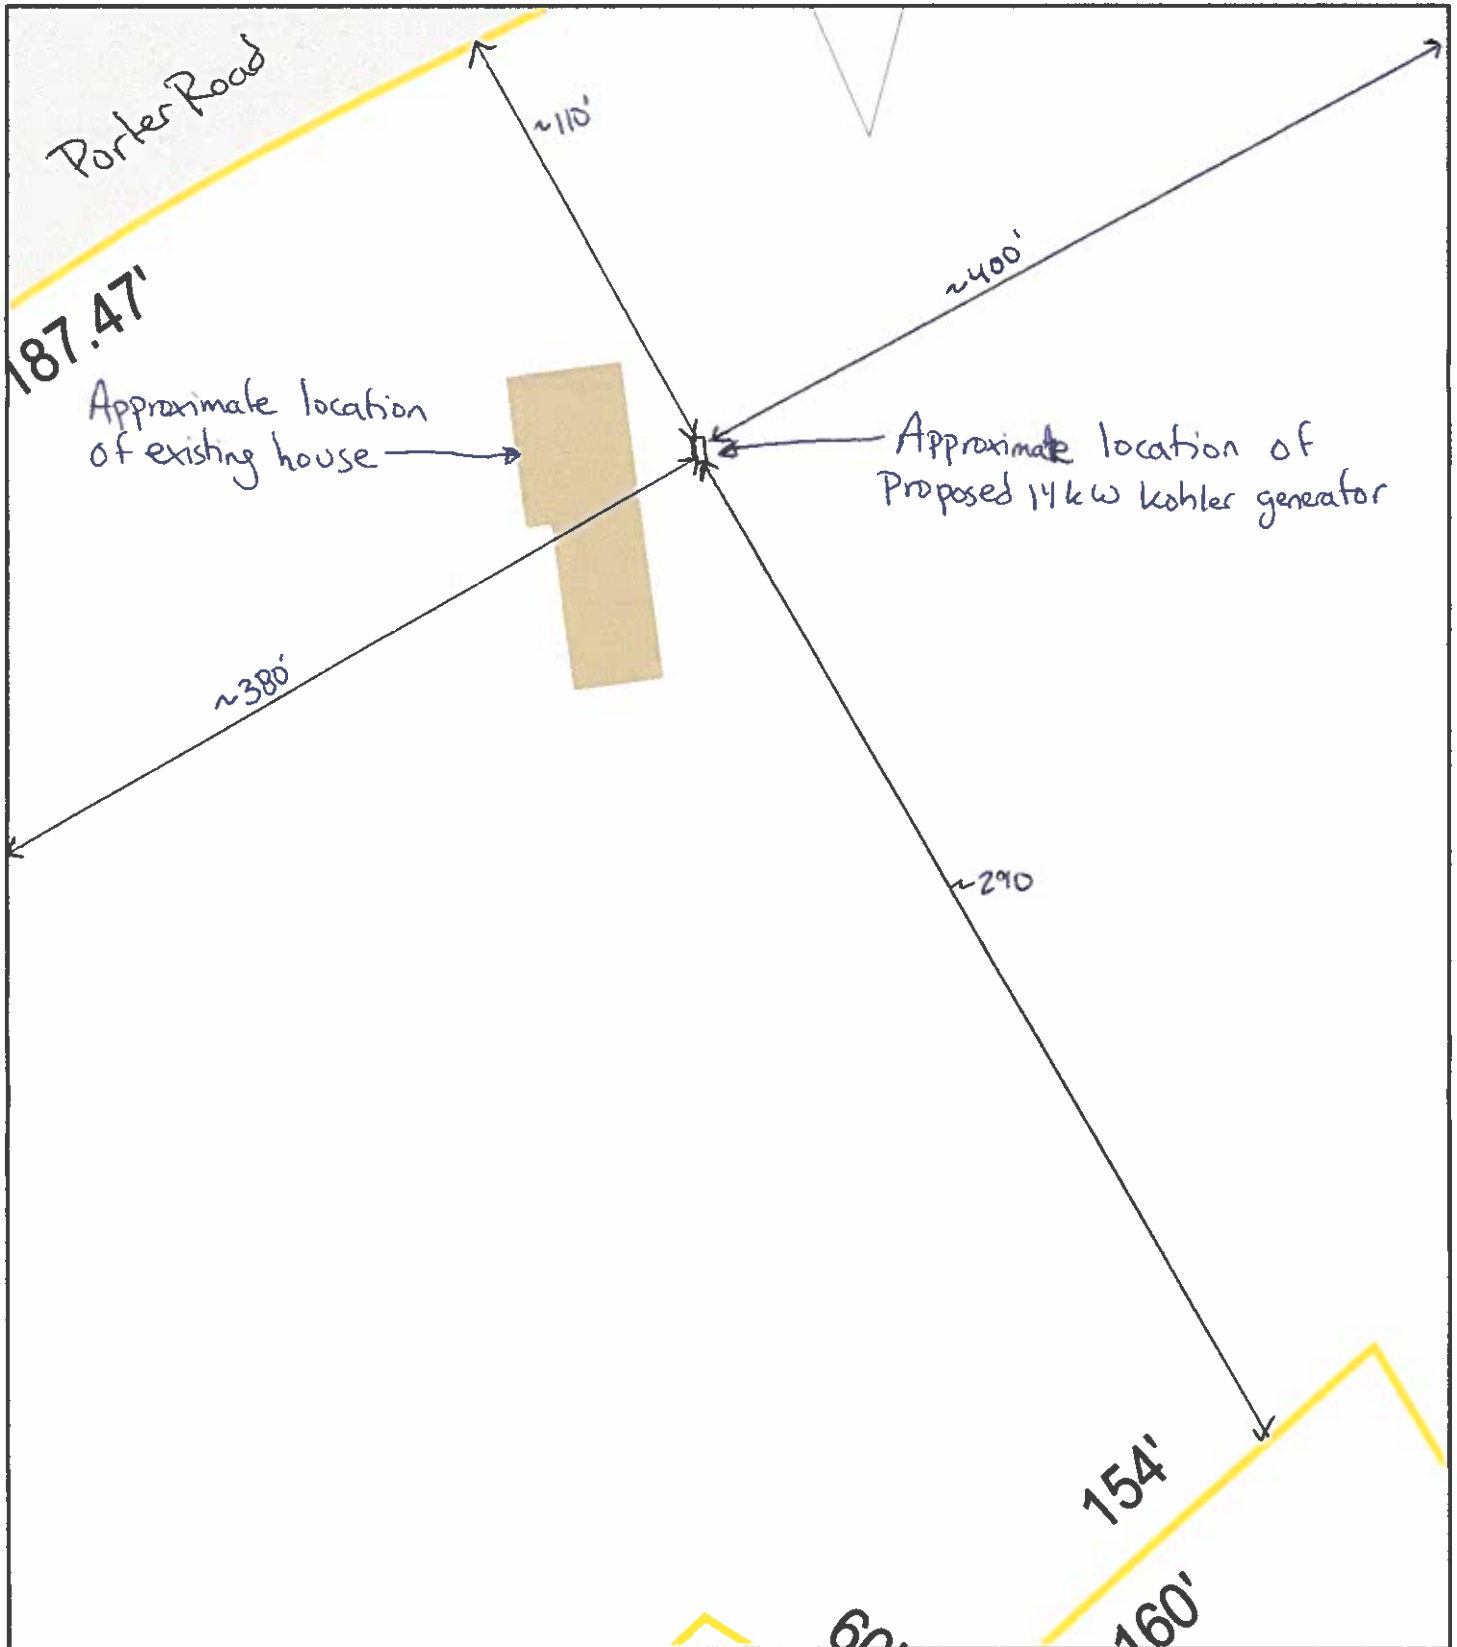 Porter Road
~110'
~400'
187.47'
Approximate location
of existing house
Approximate location of
Proposed 14kw kohler generator
~380'
~290
154'
160'